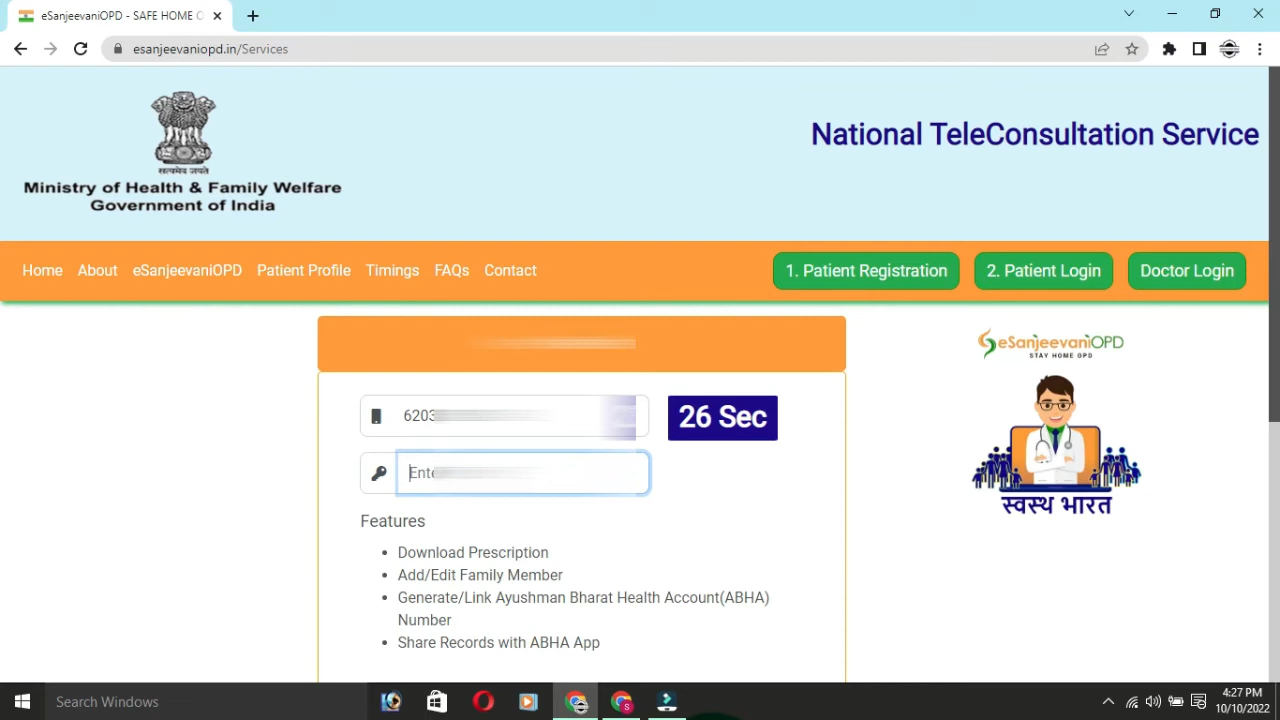 eSanjeevaniOPD - SAFE HOME O
esanjeevaniopd.in/Services
सत्यमेव जयते
Ministry of Health & Family Welfare
Government of India
National TeleConsultation Service
Home About eSanjeevaniOPD Patient Profile Timings FAQs Contact 1. Patient Registration 2. Patient Login Doctor Login
6203
26 Sec
Features
Download Prescription
Add/Edit Family Member
Generate/Link Ayushman Bharat Health Account(ABHA)
Number
Share Records with ABHA App
eSanjeevaniOPD
STAY HOME OPD
स्वस्थ भारत
Search Windows
4:27 PM
10/10/2022